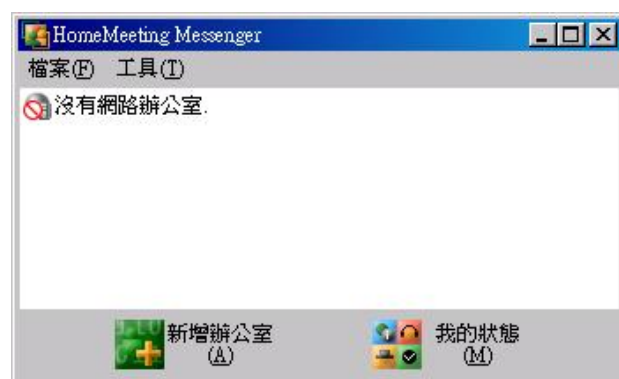 HomeMeeting Messenger
檔案(F) 工具(T)
沒有網路辦公室.
新增辦公室 我的狀態
(A) (M)